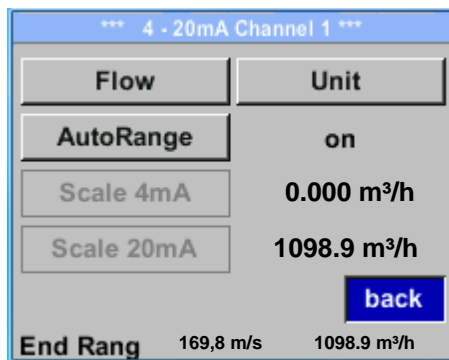 *** 4 - 20mA Channel 1 ***
Flow Unit
AutoRange on
Scale 4mA 0.000 m³/h
Scale 20mA 1098.9 m³/h
back
End Rang 169,8 m/s 1098.9 m³/h